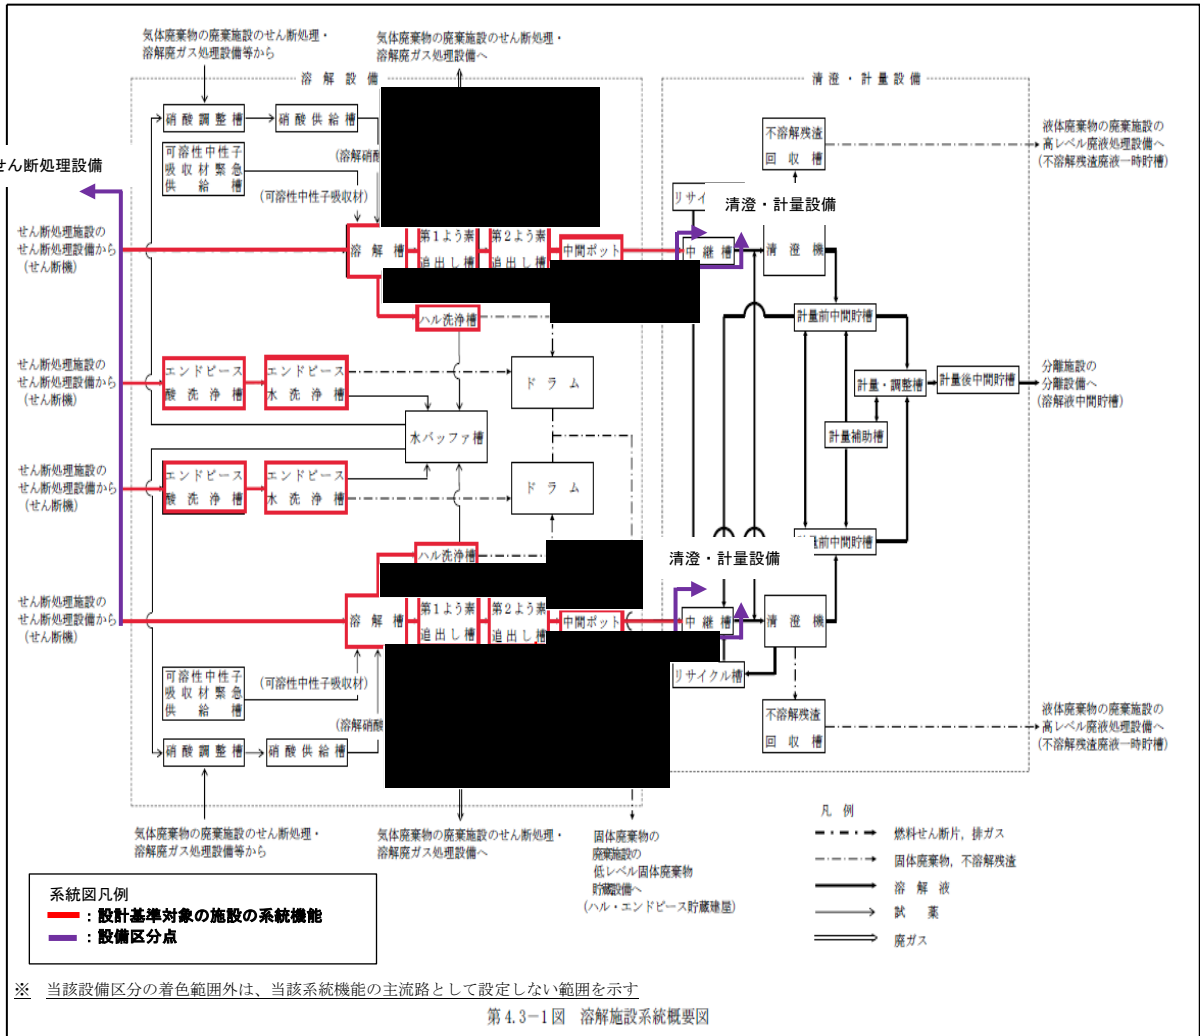 気体廃棄物の廃棄施設のせん断処理・
溶解廃ガス処理設備等から
気体廃棄物の廃棄施設のせん断処理・
溶解廃ガス処理設備へ
溶解設備
清澄・計量設備
硝酸調整槽
硝酸供給槽
不溶解残渣
回収槽
液体廃棄物の廃棄施設の
高レベル廃液処理設備へ
(不溶解残渣廃液一時貯槽)
せん断処理設備
可溶性中性子
吸収材緊急
供給槽
(溶解硝酸
(可溶性中性子吸収材)
リサイ
清澄・計量設備
せん断処理施設の
せん断処理設備から
(せん断機)
溶解槽
第1よう素
追出し槽
第2よう素
追出し槽
中間ポット
中継槽
清澄機
ハル洗浄槽
計量前中間貯槽
せん断処理施設の
せん断処理設備から
(せん断機)
エンドピース
酸洗浄槽
エンドピース
水洗浄槽
ドラム
計量・調整槽
計量後中間貯槽
分離施設の
分離設備へ
(溶解液中間貯槽)
水バッファ槽
計量補助槽
せん断処理施設の
せん断処理設備から
(せん断機)
エンドピース
酸洗浄槽
エンドピース
水洗浄槽
ドラム
量前中間貯槽
ハル洗浄槽
清澄・計量設備
せん断処理施設の
せん断処理設備から
(せん断機)
溶解槽
第1よう素
追出し槽
第2よう素
追出し槽
中間ポット
中継槽
清澄機
可溶性中性子
吸収材緊急
供給槽
(可溶性中性子吸収材)
リサイクル槽
(溶解硝酸
不溶解残渣
回収槽
液体廃棄物の廃棄施設の
高レベル廃液処理設備へ
(不溶解残渣廃液一時貯槽)
硝酸調整槽
硝酸供給槽
気体廃棄物の廃棄施設のせん断処理・
溶解廃ガス処理設備等から
気体廃棄物の廃棄施設のせん断処理・
溶解廃ガス処理設備へ
固体廃棄物の
廃棄施設の
低レベル固体廃棄物
貯蔵設備へ
(ハル・エンドピース貯蔵建屋)
凡例
燃料せん断片,排ガス
固体廃棄物,不溶解残渣
溶解液
試薬
廃ガス
系統図凡例
:設計基準対象の施設の系統機能
:設備区分点
※ 当該設備区分の着色範囲外は、当該系統機能の主流路として設定しない範囲を示す
第4.3-1図 溶解施設系統概要図